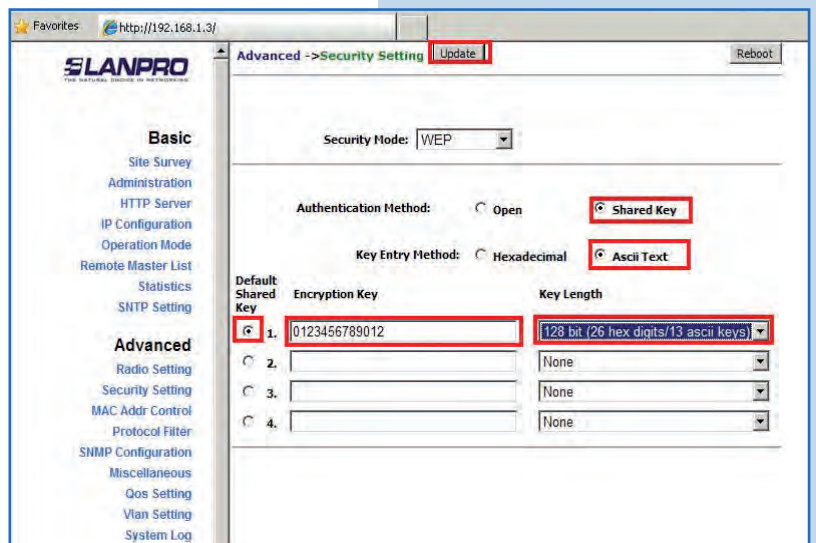 Favorites http://192.168.1.3/
LANPRO
THE NATURAL CHOICE IN NETWORKING
Advanced ->Security Setting Update Reboot
Basic
Site Survey
Administration
HTTP Server
IP Configuration
Operation Mode
Remote Master List
Statistics
SNTP Setting
Advanced
Radio Setting
Security Setting
MAC Addr Control
Protocol Filter
SNMP Configuration
Miscellaneous
Qos Setting
Vlan Setting
System Log
Security Mode: WEP
Authentication Method: Open Shared Key
Key Entry Method: Hexadecimal Ascii Text
Default Shared Key Encryption Key Key Length
1. 0123456789012 128 bit (26 hex digits/13 ascii keys)
2. None
3. None
4. None